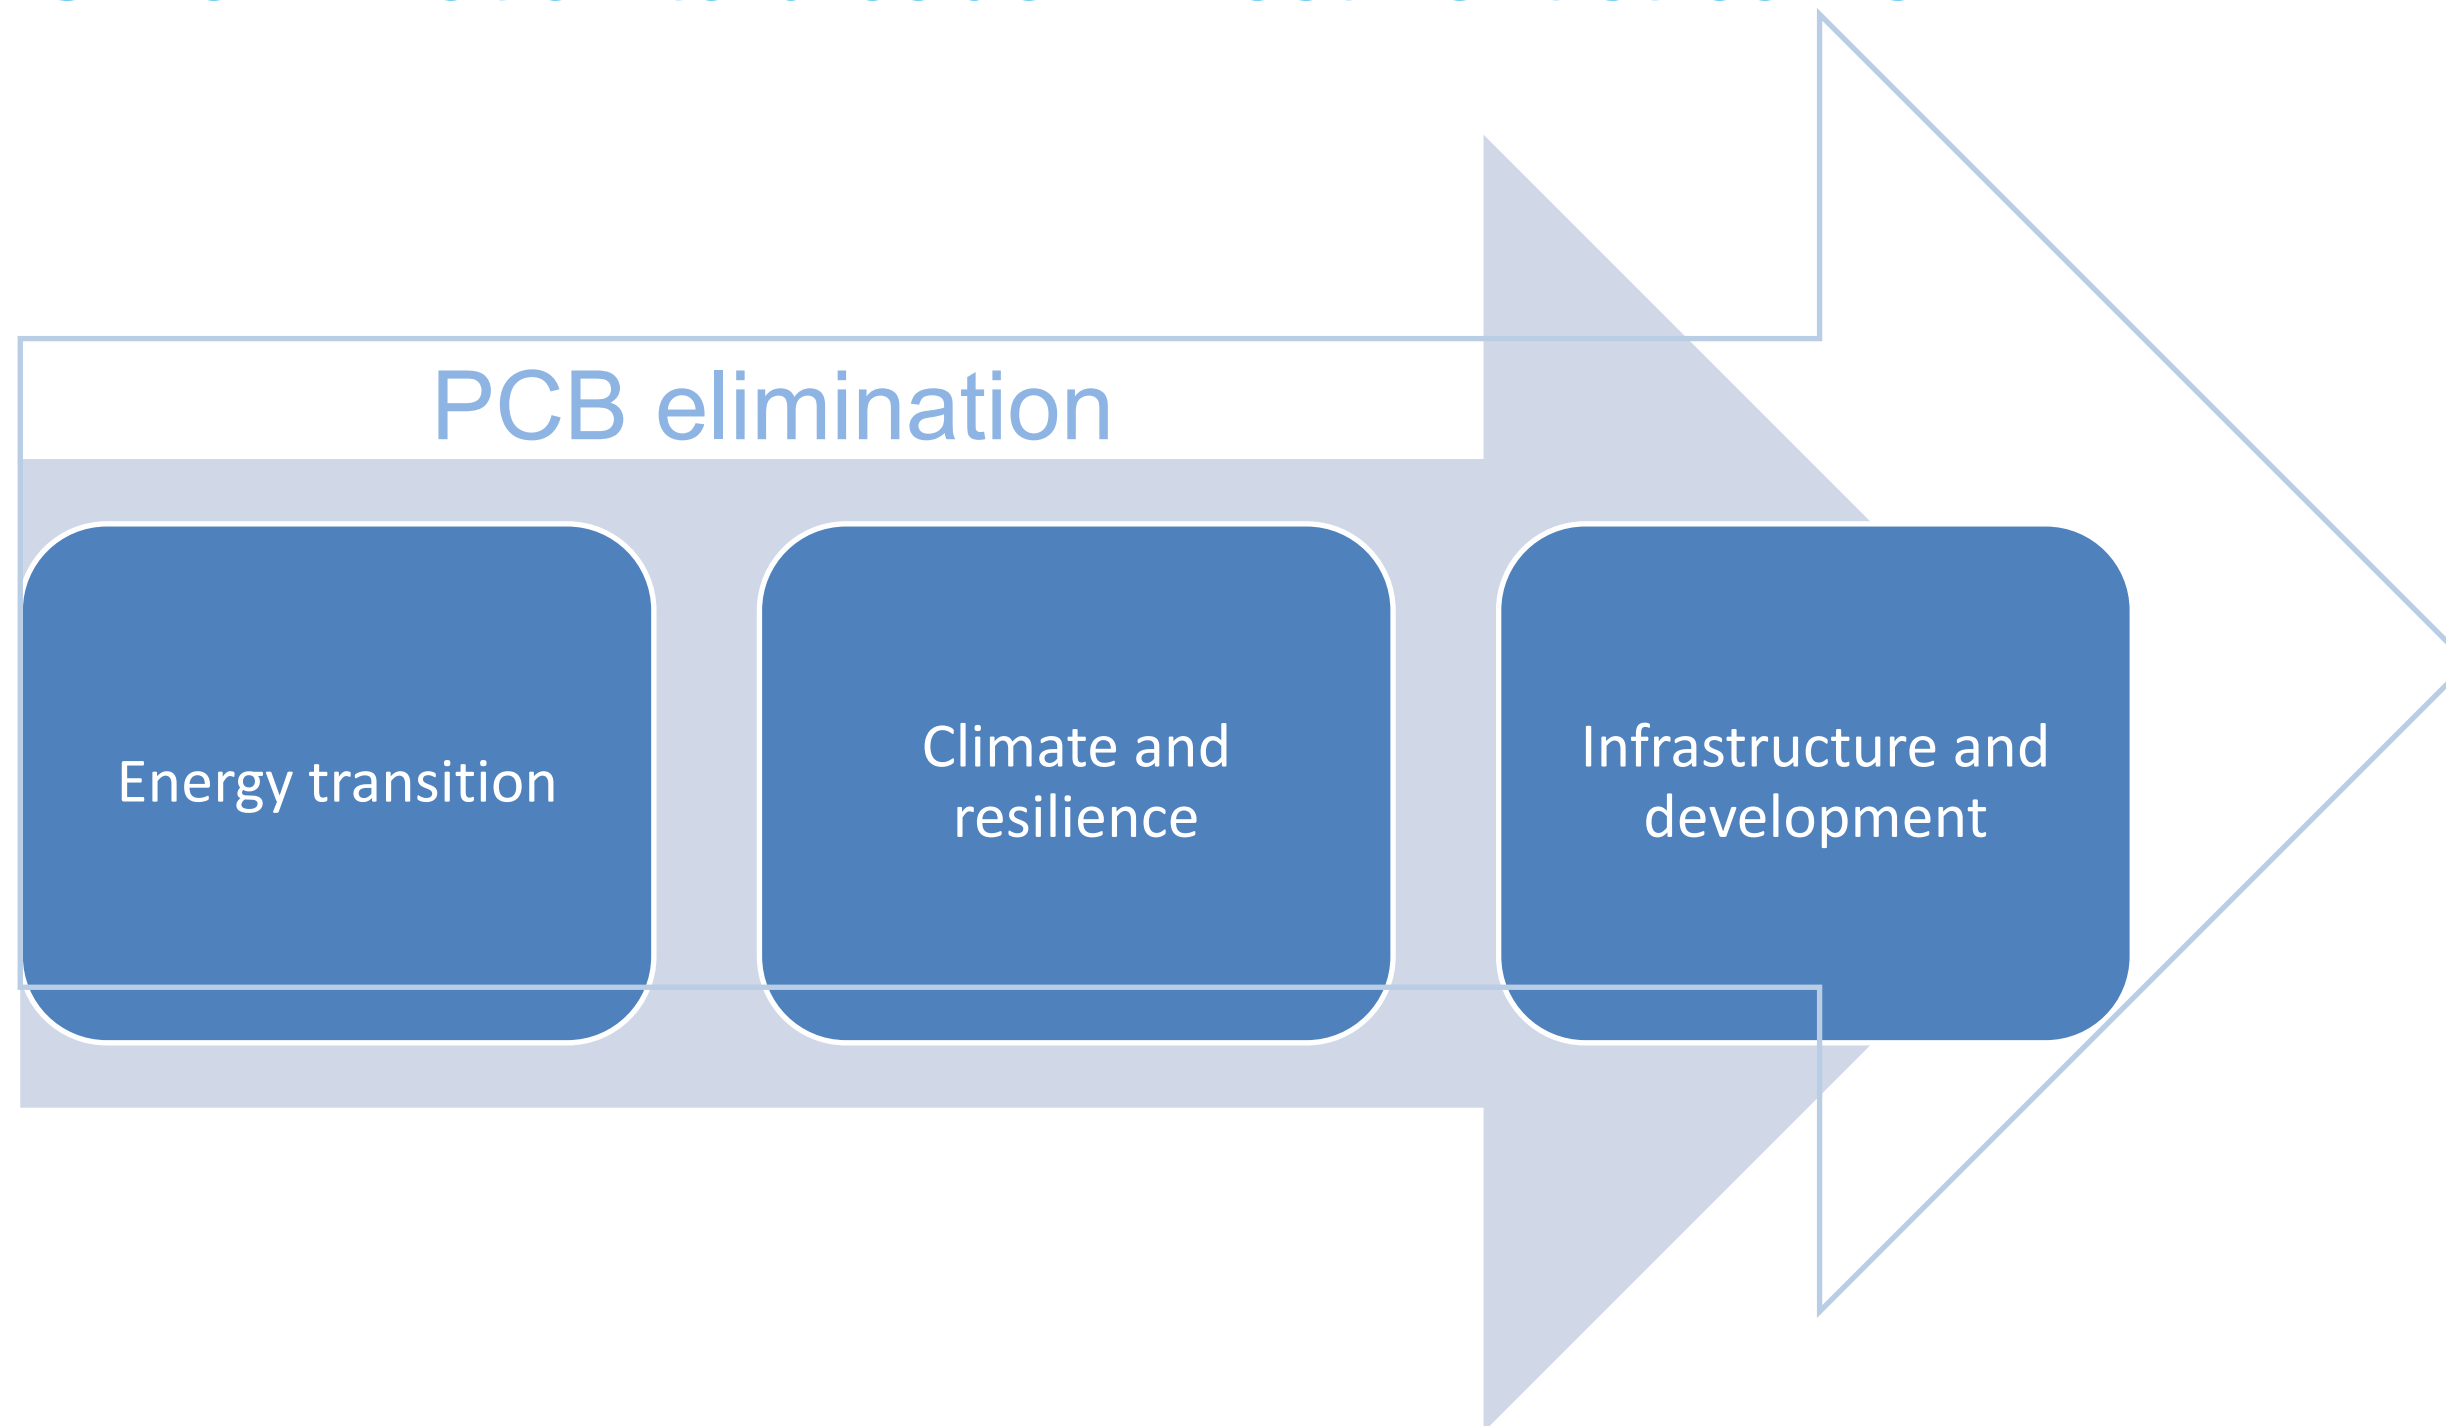 PCB elimination
Energy transition
Climate and
resilience
Infrastructure and
development